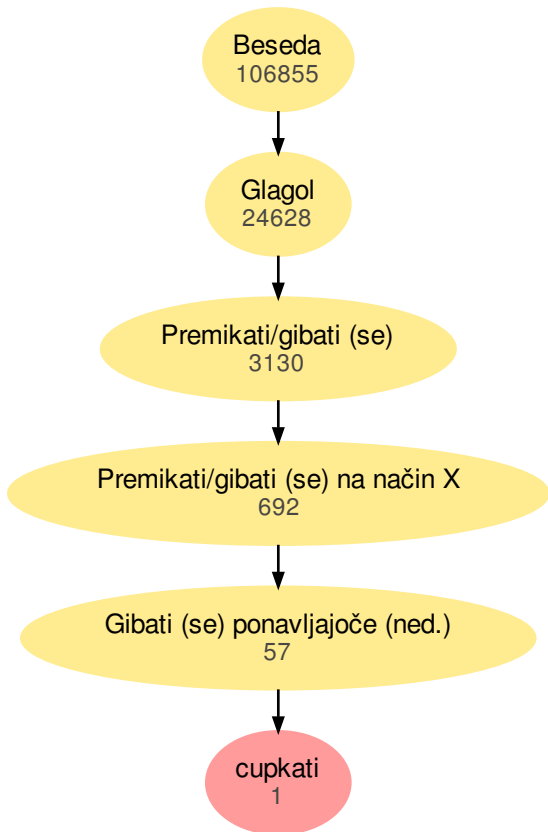 Beseda
106855
Glagol
24628
Premikati/gibati (se)
3130
Premikati/gibati (se) na način X
692
Gibati (se) ponavljajoče (ned.)
57
cupkati
1